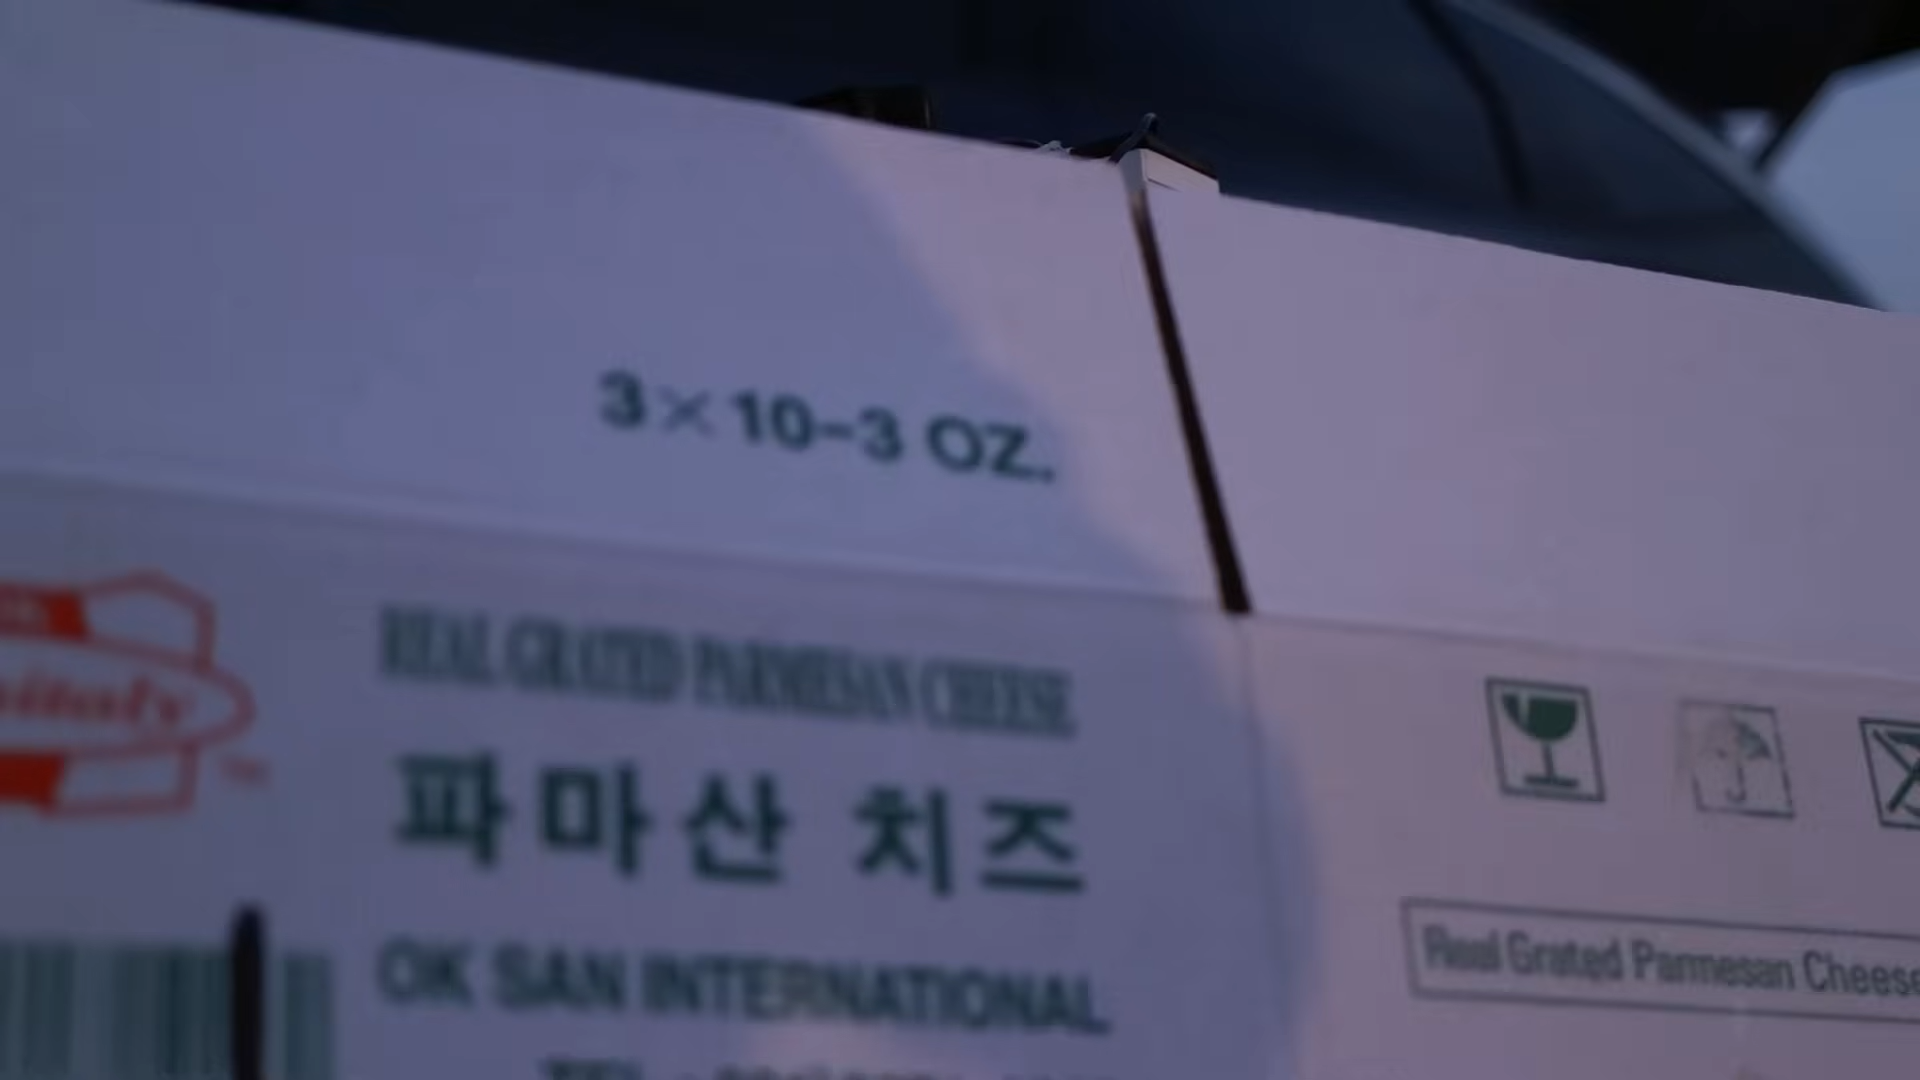 3×10-3 OZ.
REAL GRATED PARMESAN CHEESE
파마산 치즈
OK SAN INTERNATIONAL
TEL
Real Grated Parmesan Cheese